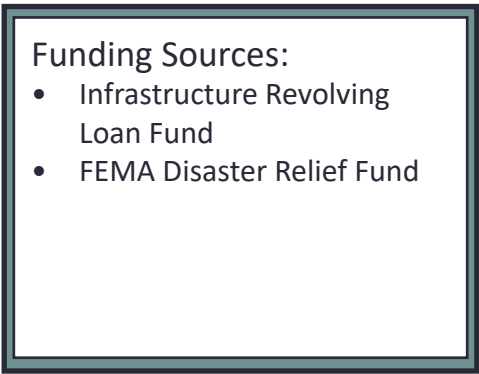 Funding Sources:
• Infrastructure Revolving
Loan Fund
• FEMA Disaster Relief Fund